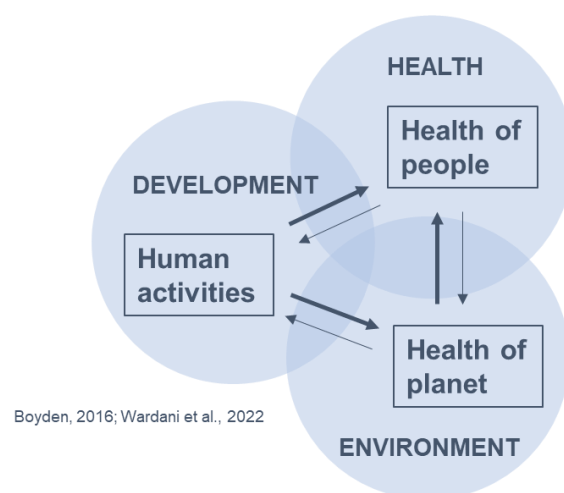 HEALTH
Health of
people
DEVELOPMENT
Human
activities
Health of
planet
Boyden, 2016; Wardani et al., 2022
ENVIRONMENT